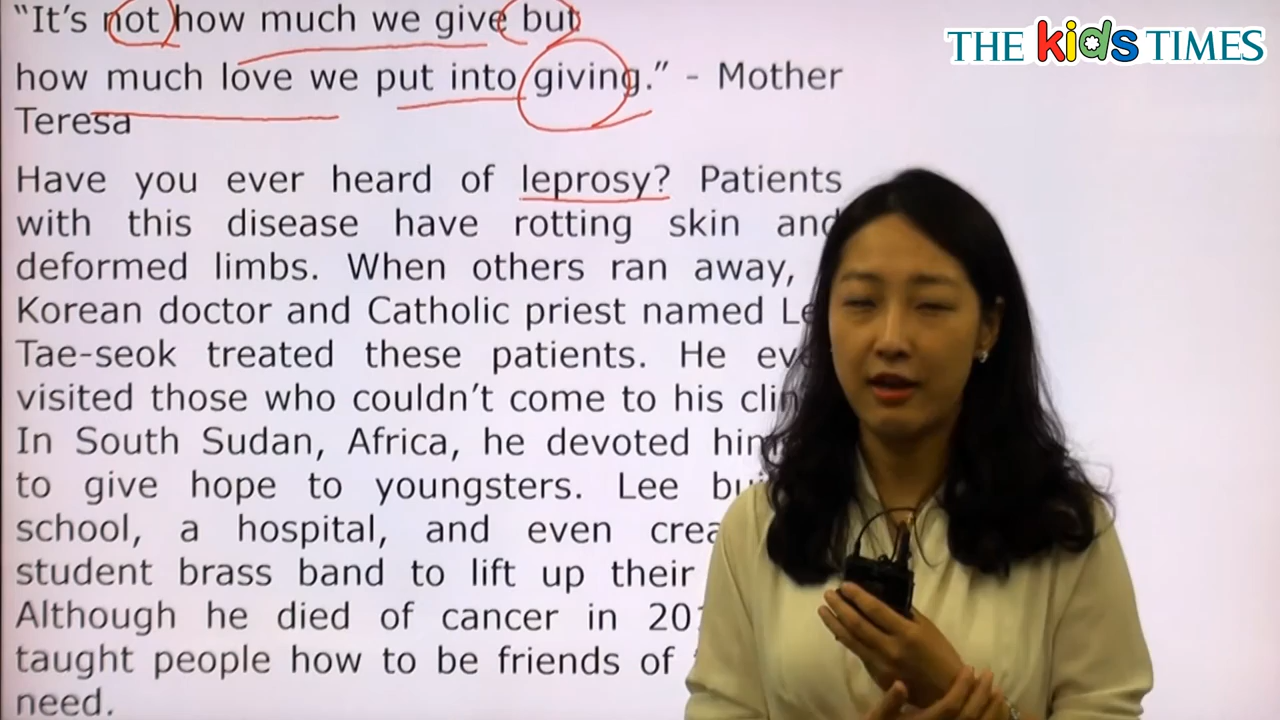 THE kids TIMES
“It’s not how much we give but
how much love we put into giving.” - Mother
Teresa
Have you ever heard of leprosy? Patients
with this disease have rotting skin and
deformed limbs. When others ran away,
Korean doctor and Catholic priest named
Tae-seok treated these patients. He
visited those who couldn’t come to his
In South Sudan, Africa, he devoted
to give hope to youngsters. Lee
school, a hospital, and even
student brass band to lift up their
Although he died of cancer in
taught people how to be friends of
need.